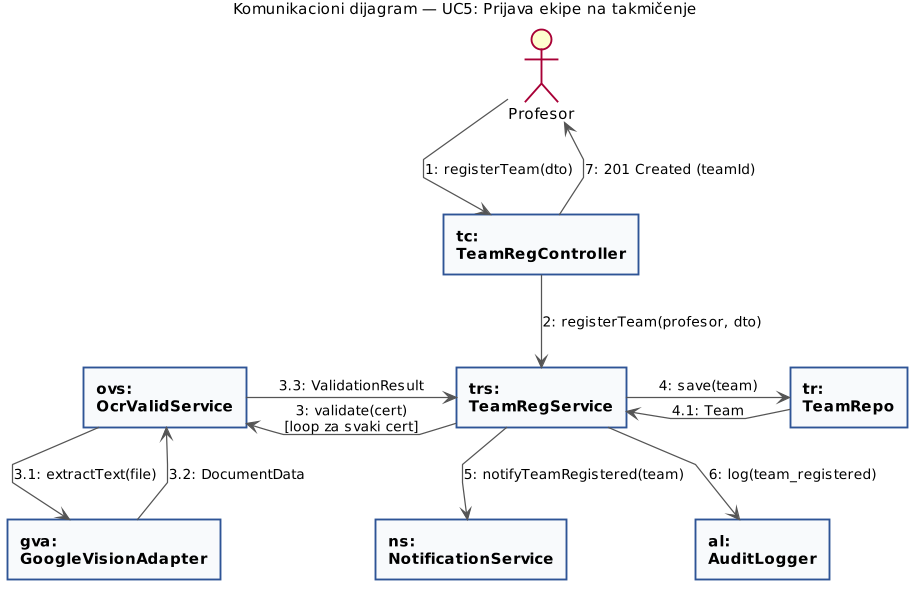 Komunikacioni dijagram — UC5: Prijava ekipe na takmičenje
Profesor
1: registerTeam(dto)
7: 201 Created (teamId)
tc:
TeamRegController
2: registerTeam(profesor, dto)
ovs:
OcrValidService
3.3: ValidationResult
3: validate(cert)
[loop za svaki cert]
trs:
TeamRegService
4: save(team)
4.1: Team
tr:
TeamRepo
3.1: extractText(file)
3.2: DocumentData
5: notifyTeamRegistered(team)
6: log(team_registered)
gva:
GoogleVisionAdapter
ns:
NotificationService
al:
AuditLogger